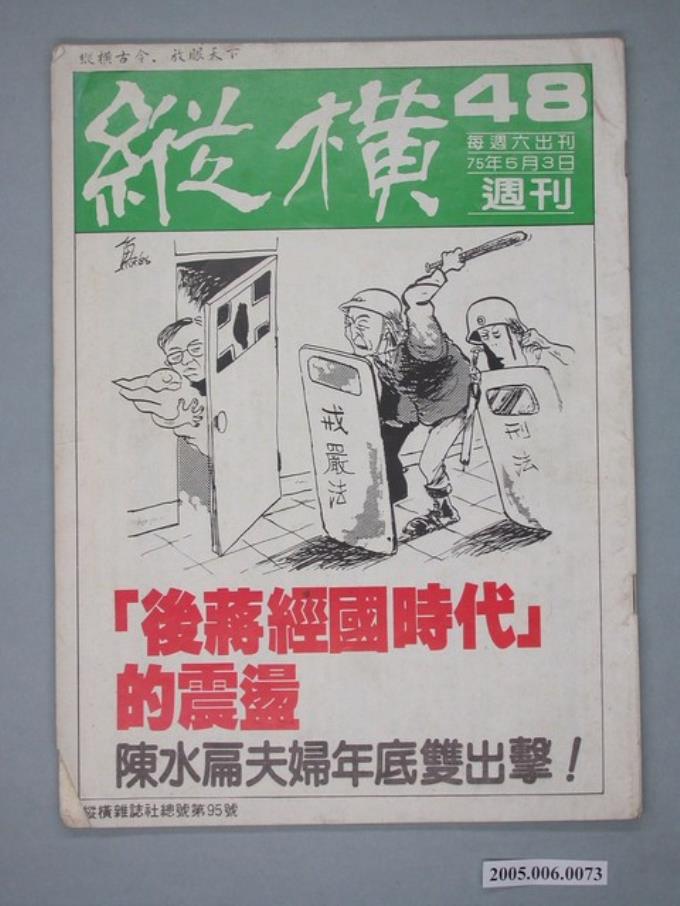 縱橫古今．放眼天下
縱橫
48
每週六出刊
75年5月3日
週刊
戒嚴法
「後蔣經國時代」
的震盪
陳水扁夫婦年底雙出擊！
縱橫雜誌社總號第95號
2005.006.0073